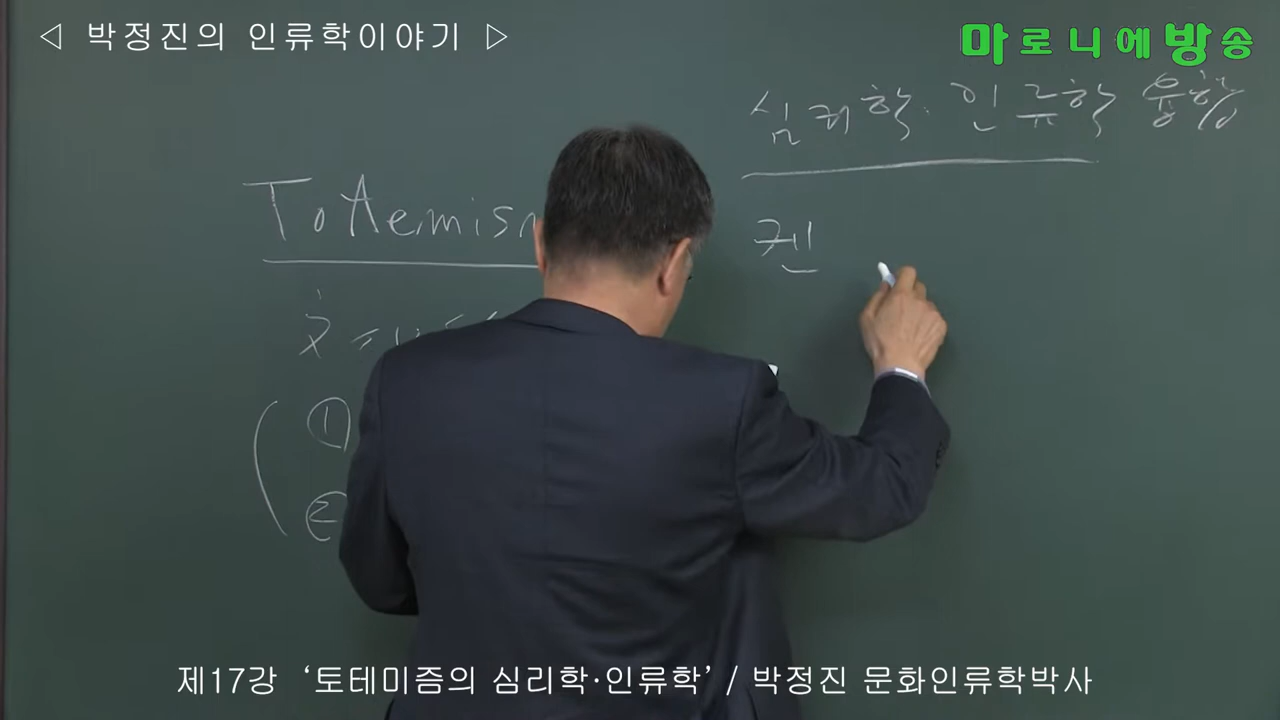 ◁ 박정진의 인류학이야기 ▷
마로니에방송
심리학·인류학 융합
Totemism
켄
①
②
제17강 ‘토테미즘의 심리학·인류학’ / 박정진 문화인류학박사